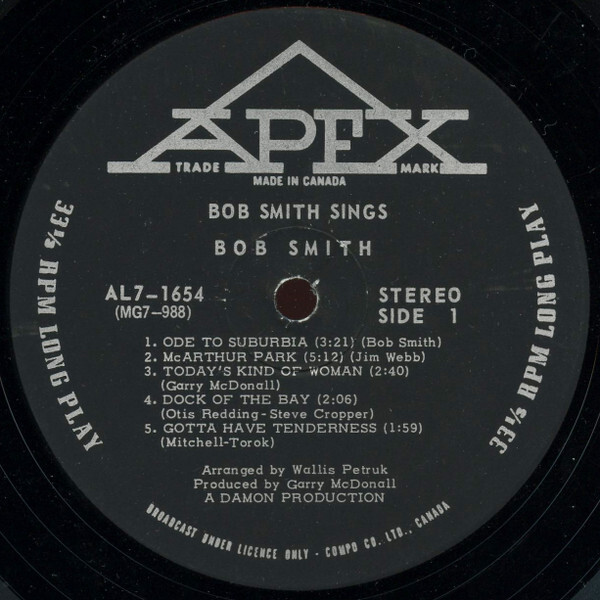 APEX
TRADE MARK
MADE IN CANADA
BOB SMITH SINGS
BOB SMITH
AL7-1654
(MG7-988)
STEREO
SIDE 1
1. ODE TO SUBURBIA (3:21) (Bob Smith)
2. McARTHUR PARK (5:12) (Jim Webb)
3. TODAY'S KIND OF WOMAN (2:40)
(Garry McDonall)
4. DOCK OF THE BAY (2:06)
(Otis Redding-Steve Cropper)
5. GOTTA HAVE TENDERNESS (1:59)
(Mitchell-Torok)
Arranged by Wallis Petruk
Produced by Garry McDonall
A DAMON PRODUCTION
33⅓ RPM LONG PLAY
33⅓ RPM LONG PLAY
BROADCAST UNDER LICENCE ONLY - COMPO CO. LTD., CANADA